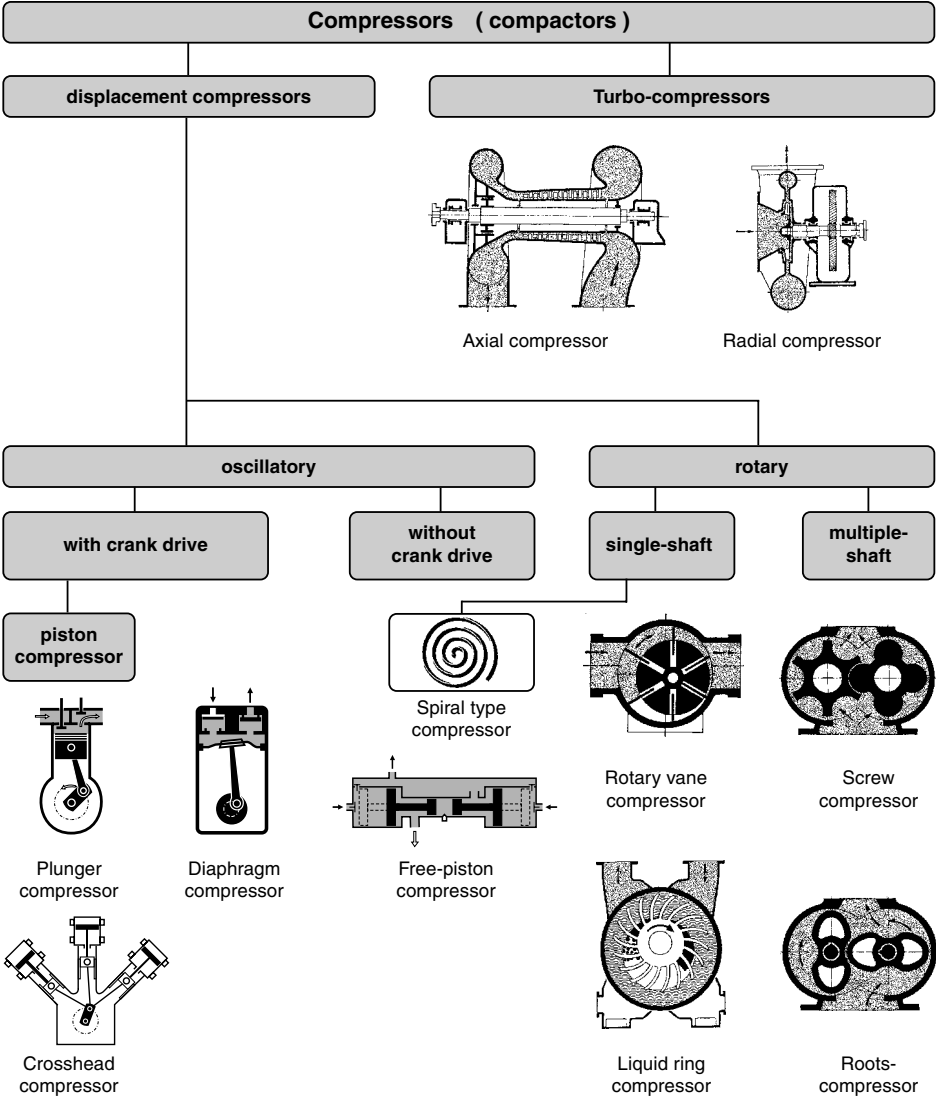 Compressors ( compactors )
displacement compressors
Turbo-compressors
Axial compressor
Radial compressor
oscillatory
rotary
with crank drive
without
crank drive
single-shaft
multiple-
shaft
piston
compressor
Spiral type
compressor
Rotary vane
compressor
Screw
compressor
Plunger
compressor
Diaphragm
compressor
Free-piston
compressor
Crosshead
compressor
Liquid ring
compressor
Roots-
compressor